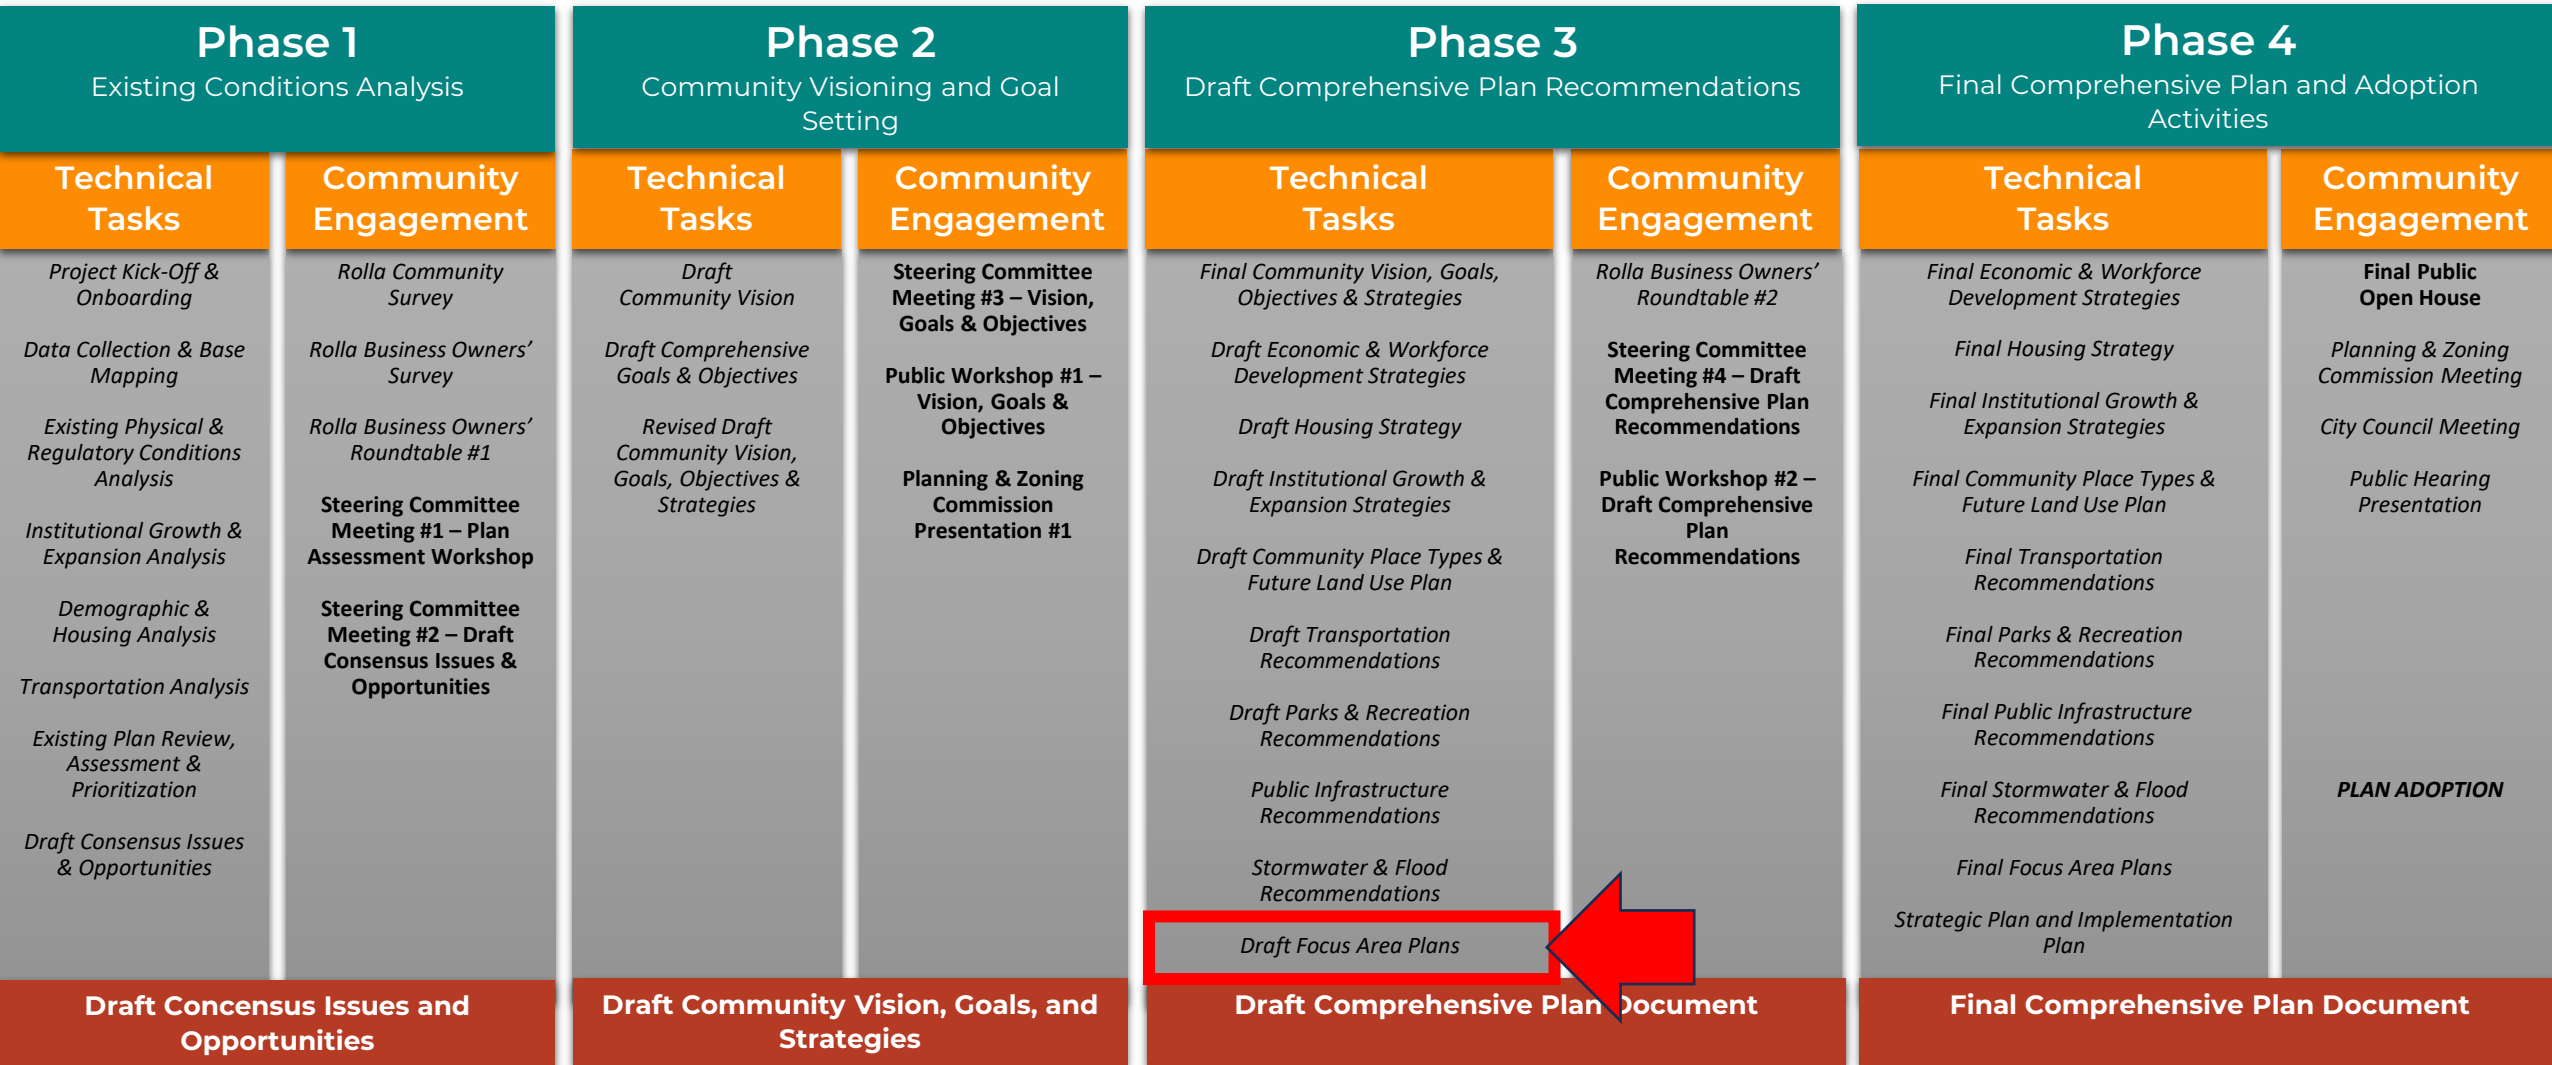 Phase 1
Existing Conditions Analysis
Technical
Tasks
Project Kick-Off &
Onboarding
Data Collection & Base
Mapping
Existing Physical &
Regulatory Conditions
Analysis
Institutional Growth &
Expansion Analysis
Demographic &
Housing Analysis
Transportation Analysis
Existing Plan Review,
Assessment &
Prioritization
Draft Consensus Issues
& Opportunities
Community
Engagement
Rolla Community
Survey
Rolla Business Owners’
Survey
Rolla Business Owners’
Roundtable #1
Steering Committee
Meeting #1 – Plan
Assessment Workshop
Steering Committee
Meeting #2 – Draft
Consensus Issues &
Opportunities
Draft Concensus Issues and
Opportunities
Phase 2
Community Visioning and Goal
Setting
Technical
Tasks
Draft
Community Vision
Draft Comprehensive
Goals & Objectives
Revised Draft
Community Vision,
Goals, Objectives &
Strategies
Community
Engagement
Steering Committee
Meeting #3 – Vision,
Goals & Objectives
Public Workshop #1 –
Vision, Goals &
Objectives
Planning & Zoning
Commission
Presentation #1
Draft Community Vision, Goals, and
Strategies
Phase 3
Draft Comprehensive Plan Recommendations
Technical
Tasks
Final Community Vision, Goals,
Objectives & Strategies
Draft Economic & Workforce
Development Strategies
Draft Housing Strategy
Draft Institutional Growth &
Expansion Strategies
Draft Community Place Types &
Future Land Use Plan
Draft Transportation
Recommendations
Draft Parks & Recreation
Recommendations
Public Infrastructure
Recommendations
Stormwater & Flood
Recommendations
Draft Focus Area Plans
Community
Engagement
Rolla Business Owners’
Roundtable #2
Steering Committee
Meeting #4 – Draft
Comprehensive Plan
Recommendations
Public Workshop #2 –
Draft Comprehensive
Plan
Recommendations
Draft Comprehensive Plan Document
Phase 4
Final Comprehensive Plan and Adoption
Activities
Technical
Tasks
Final Economic & Workforce
Development Strategies
Final Housing Strategy
Final Institutional Growth &
Expansion Strategies
Final Community Place Types &
Future Land Use Plan
Final Transportation
Recommendations
Final Parks & Recreation
Recommendations
Final Public Infrastructure
Recommendations
Final Stormwater & Flood
Recommendations
Final Focus Area Plans
Strategic Plan and Implementation
Plan
Community
Engagement
Final Public
Open House
Planning & Zoning
Commission Meeting
City Council Meeting
Public Hearing
Presentation
PLAN ADOPTION
Final Comprehensive Plan Document